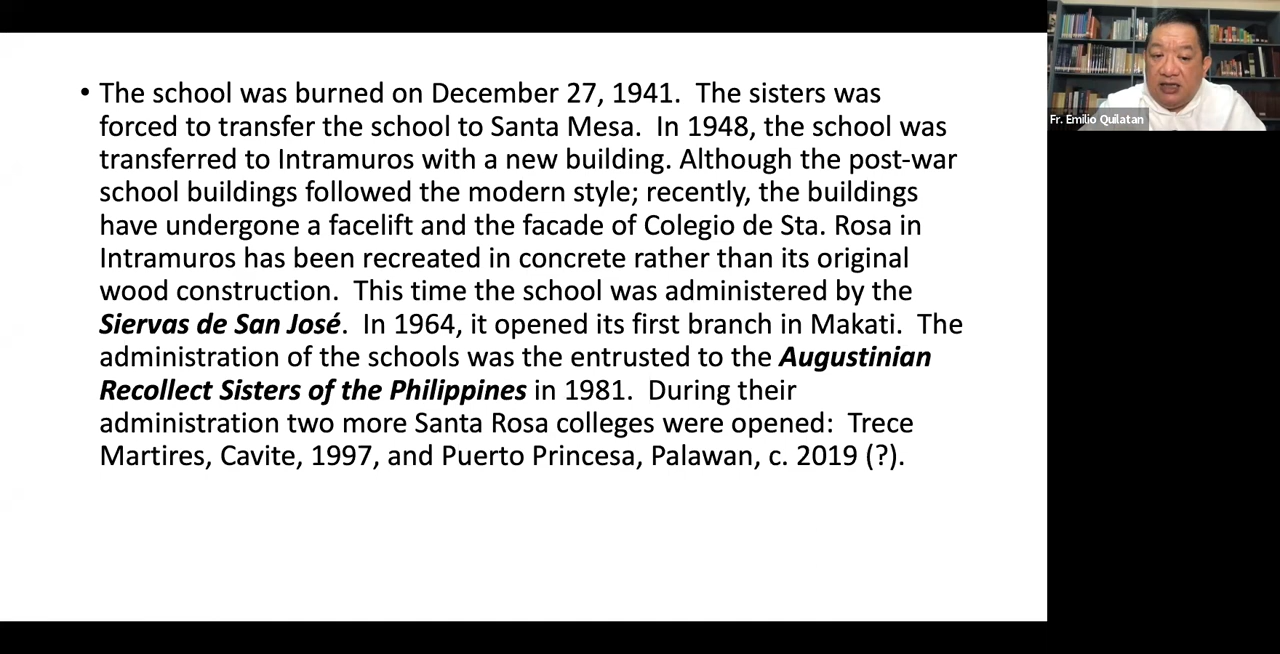 • The school was burned on December 27, 1941.  The sisters was
forced to transfer the school to Santa Mesa.  In 1948, the school was
transferred to Intramuros with a new building. Although the post-war
school buildings followed the modern style; recently, the buildings
have undergone a facelift and the facade of Colegio de Sta. Rosa in
Intramuros has been recreated in concrete rather than its original
wood construction.  This time the school was administered by the
Siervas de San José.  In 1964, it opened its first branch in Makati.  The
administration of the schools was the entrusted to the Augustinian
Recollect Sisters of the Philippines in 1981.  During their
administration two more Santa Rosa colleges were opened:  Trece
Martires, Cavite, 1997, and Puerto Princesa, Palawan, c. 2019 (?).
Fr. Emilio Quilatan